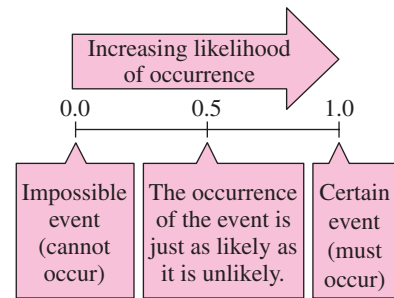 Increasing likelihood
of occurrence
0.0 0.5 1.0
Impossible
event
(cannot
occur)
The occurrence
of the event is
just as likely as
it is unlikely.
Certain
event
(must
occur)